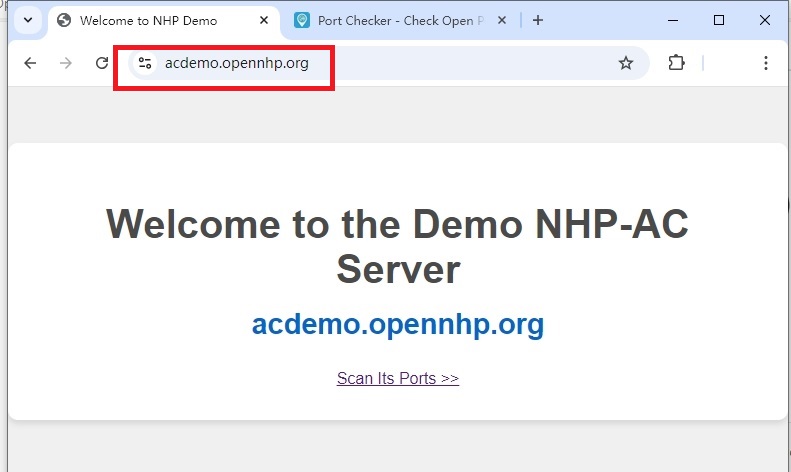 Welcome to NHP Demo
Port Checker - Check Open P
acdemo.opennhp.org
Welcome to the Demo NHP-AC
Server
acdemo.opennhp.org
Scan Its Ports >>